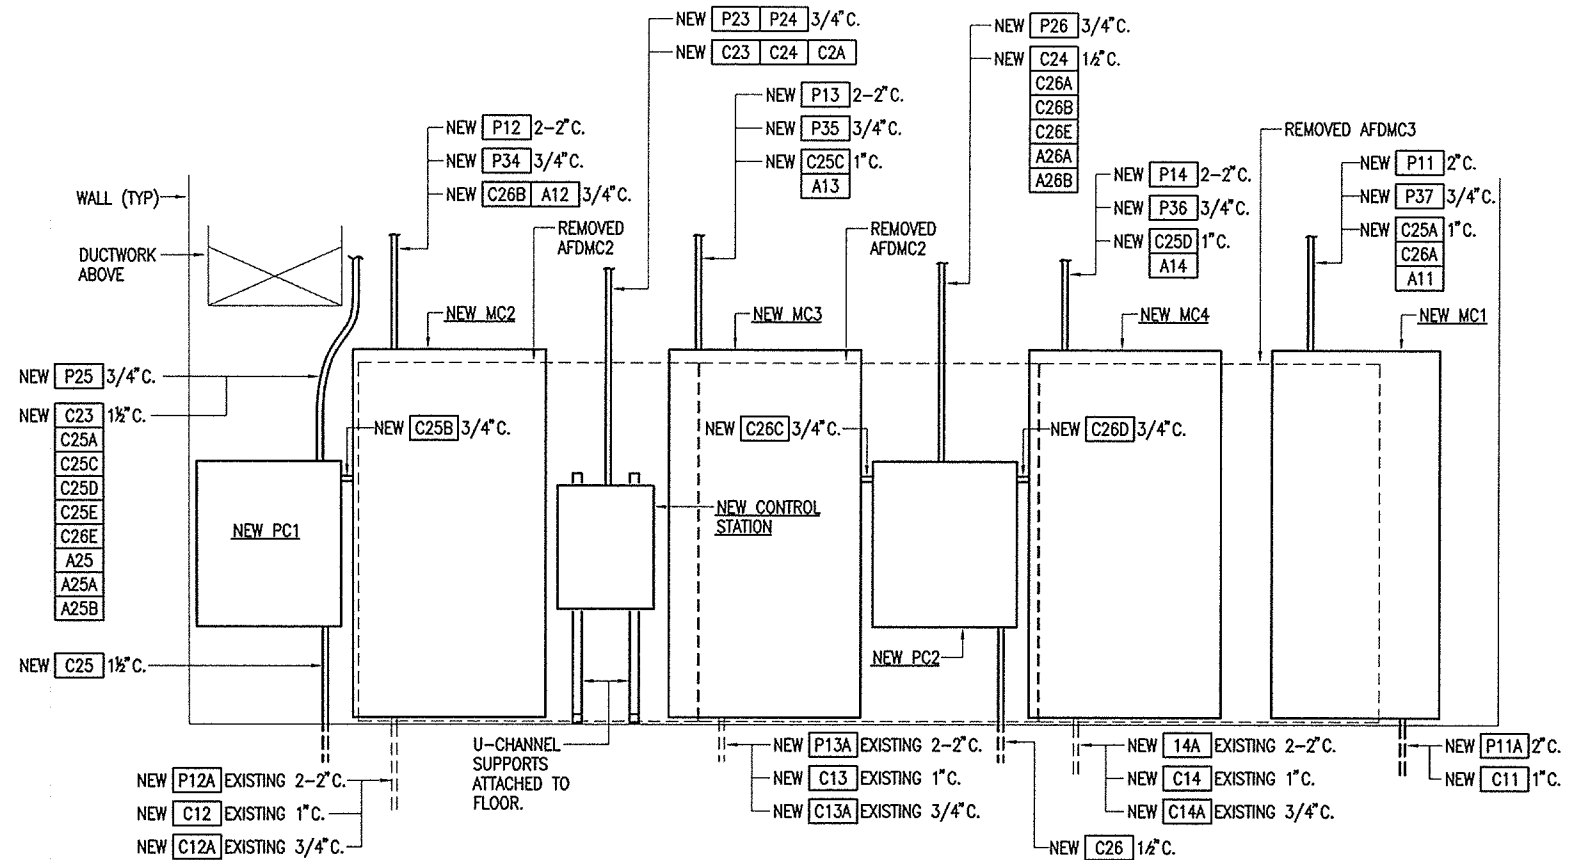 NEW P23 P24 3/4"C.
NEW C23 C24 C2A
NEW P26 3/4"C.
NEW C24 1½"C.
C26A
C26B
C26E
A26A
A26B
NEW P13 2-2"C.
NEW P35 3/4"C.
NEW C25C 1"C.
A13
NEW P12 2-2"C.
NEW P34 3/4"C.
NEW C26B A12 3/4"C.
REMOVED AFDMC3
NEW P11 2"C.
NEW P37 3/4"C.
NEW C25A 1"C.
C26A
A11
NEW P14 2-2"C.
NEW P36 3/4"C.
NEW C25D 1"C.
A14
WALL (TYP)
DUCTWORK
ABOVE
REMOVED
AFDMC2
REMOVED
AFDMC2
NEW MC2
NEW MC3
NEW MC4
NEW MC1
NEW P25 3/4"C.
NEW C23 1½"C.
C25A
C25C
C25D
C25E
C26E
A25
A25A
A25B
NEW C25B 3/4"C.
NEW C26C 3/4"C.
NEW C26D 3/4"C.
NEW PC1
NEW CONTROL
STATION
NEW PC2
NEW C25 1½"C.
U-CHANNEL
SUPPORTS
ATTACHED TO
FLOOR.
NEW P12A EXISTING 2-2"C.
NEW C12 EXISTING 1"C.
NEW C12A EXISTING 3/4"C.
NEW P13A EXISTING 2-2"C.
NEW C13 EXISTING 1"C.
NEW C13A EXISTING 3/4"C.
NEW 14A EXISTING 2-2"C.
NEW C14 EXISTING 1"C.
NEW C14A EXISTING 3/4"C.
NEW P11A 2"C.
NEW C11 1"C.
NEW C26 1½"C.